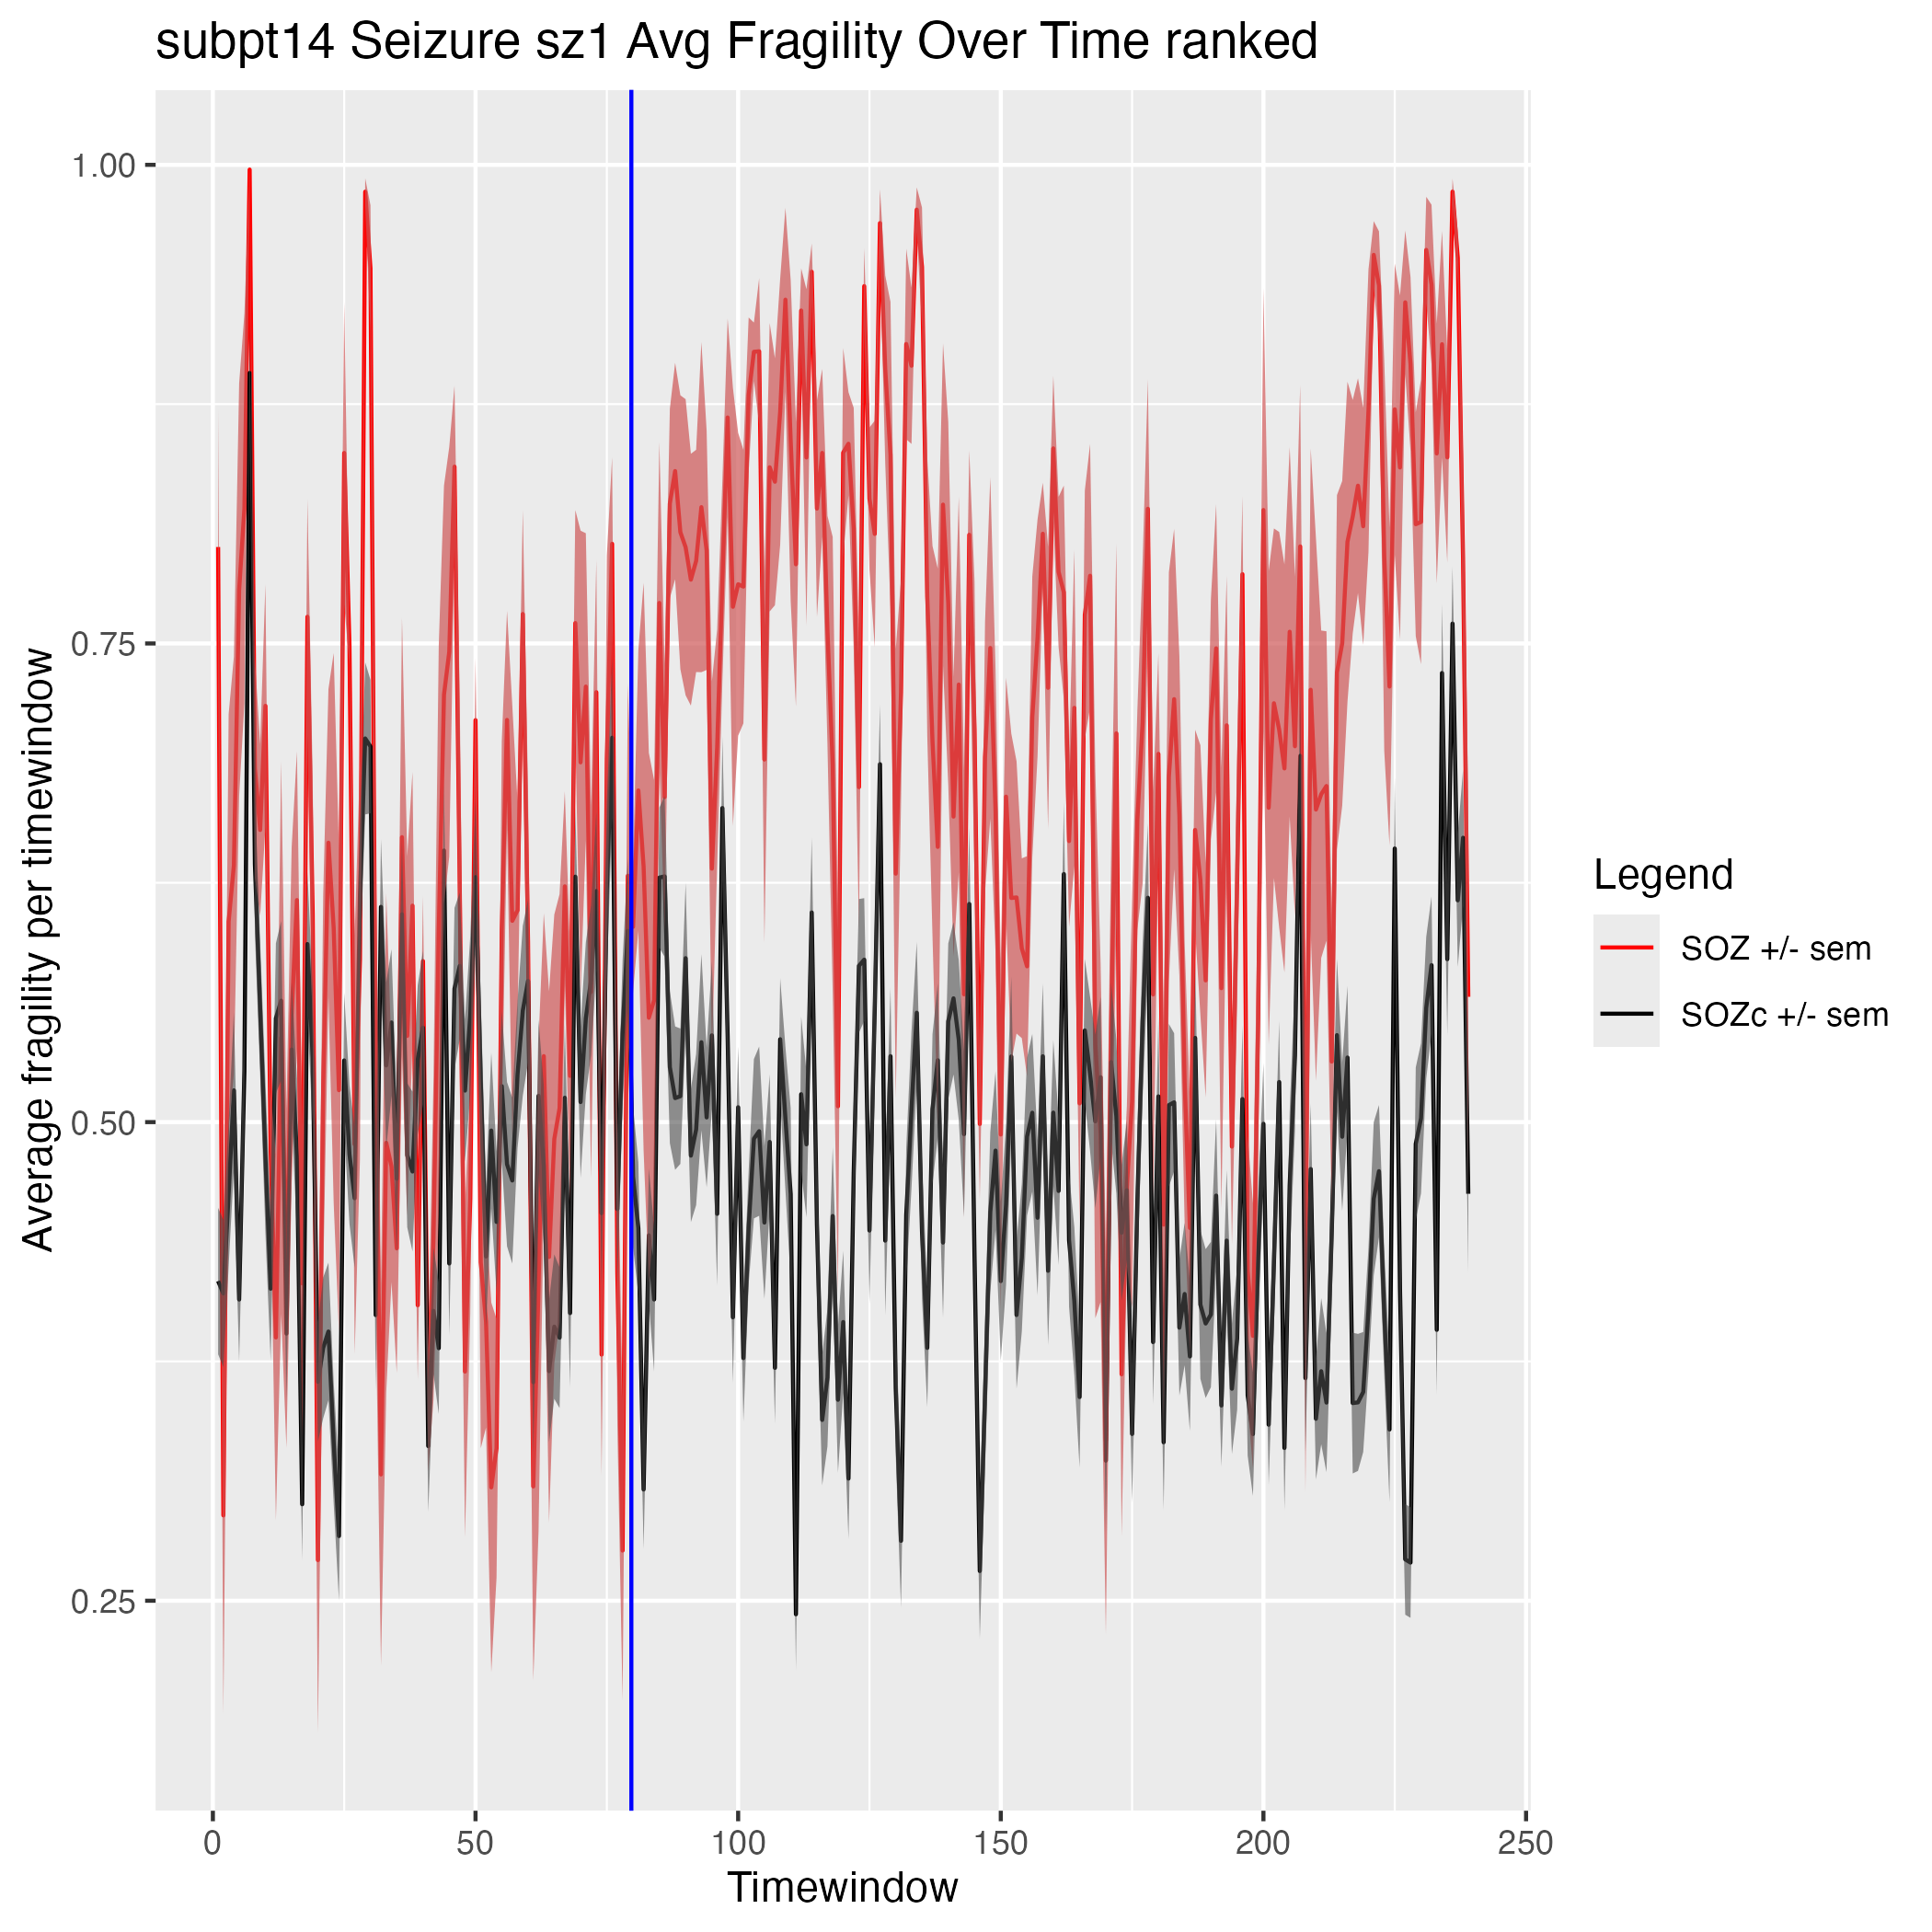 subpt14 Seizure sz1 Avg Fragility Over Time ranked
Average fragility per timewindow
1.00
0.75
0.50
0.25
0 50 100 150 200 250
Timewindow
Legend
SOZ +/- sem
SOZc +/- sem